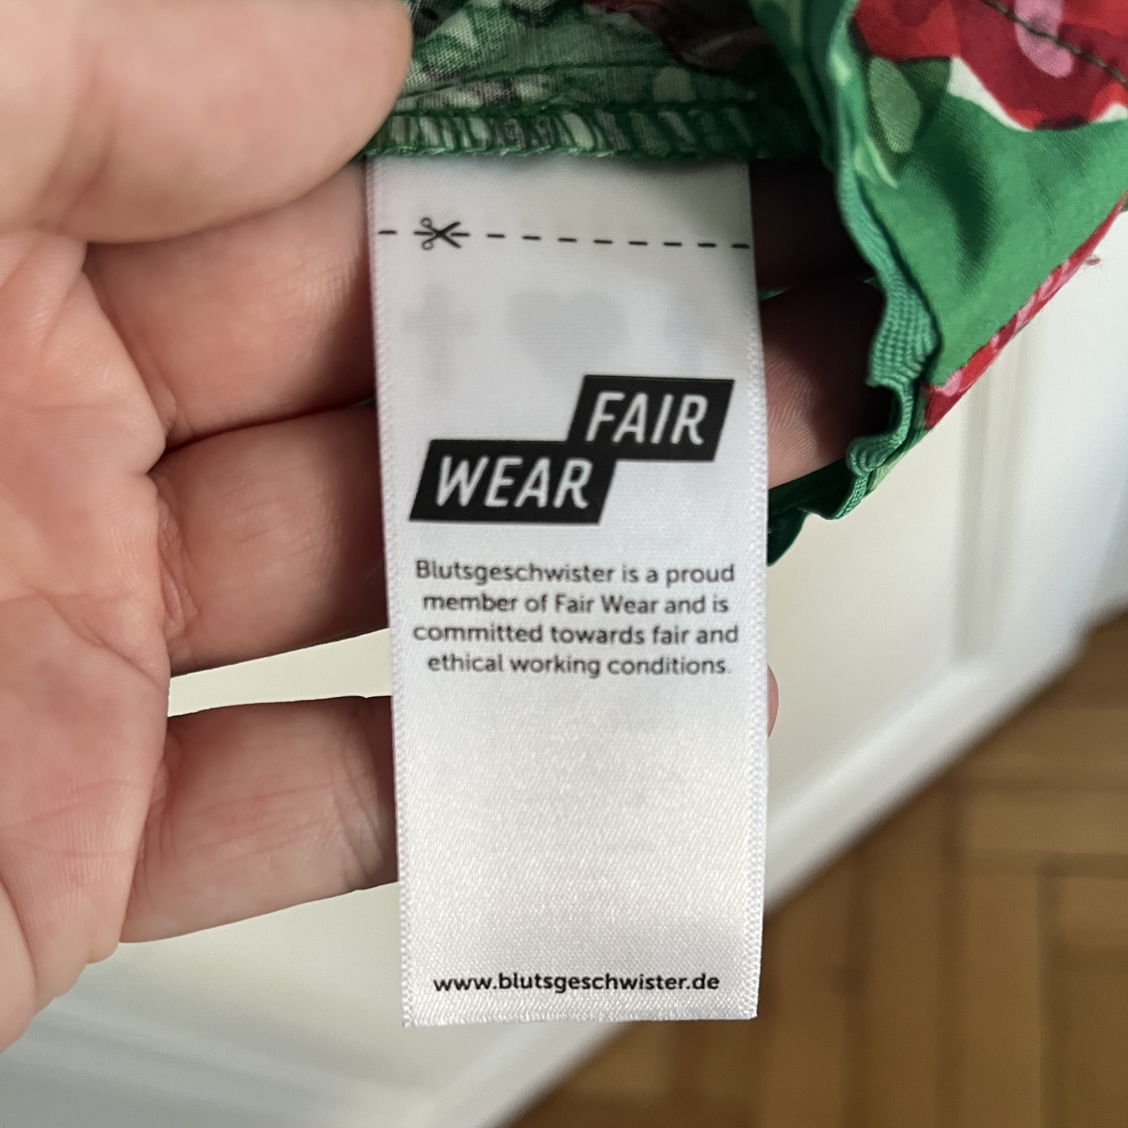 FAIR
WEAR
Blutsgeschwister is a proud
member of Fair Wear and is
committed towards fair and
ethical working conditions.
www.blutsgeschwister.de